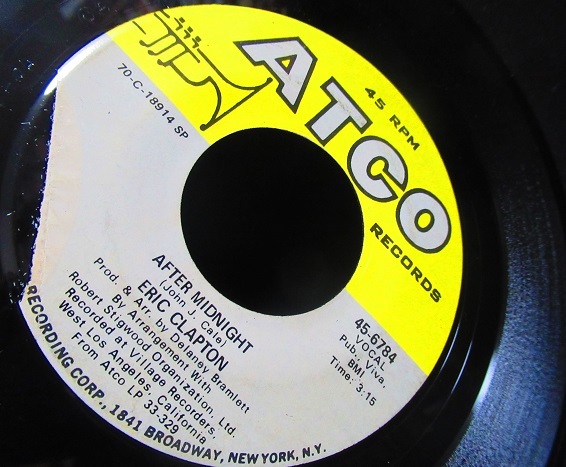 ATCO
45 RPM
RECORDS
70-C-18914 SP
45-6784
VOCAL
Pub., Viva,
BMI
Time: 3:15
AFTER MIDNIGHT
(John J. Cale)
ERIC CLAPTON
Prod. & Arr. by Delaney Bramlett
By Arrangement With
Robert Stigwood Organization, Ltd.
Recorded at Village Recorders,
West Los Angeles, California
From Atco LP 33-329
RECORDING CORP., 1841 BROADWAY, NEW YORK, N.Y.